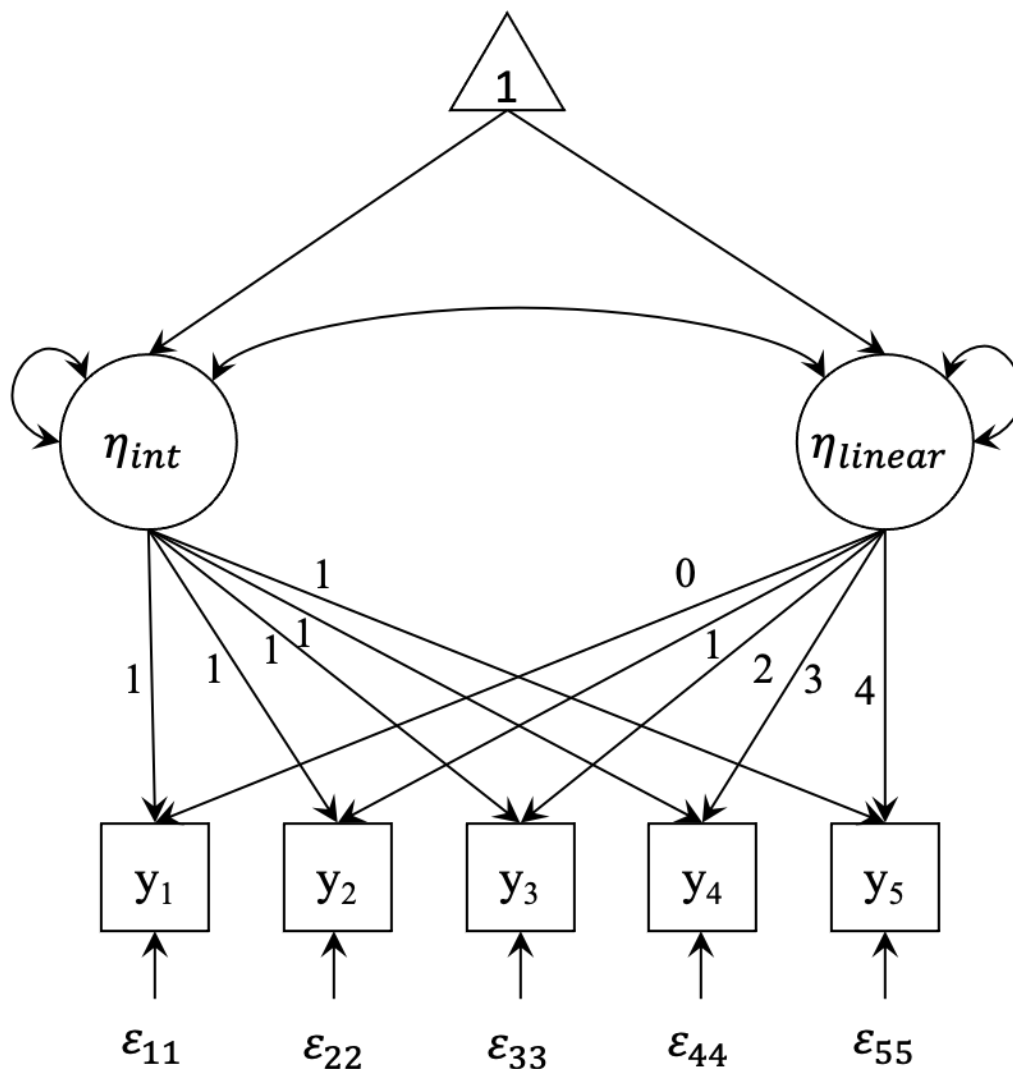 1
η_int η_linear
1 0
1 1 1 1 1 2 3 4
y₁ y₂ y₃ y₄ y₅
ε₁₁ ε₂₂ ε₃₃ ε₄₄ ε₅₅